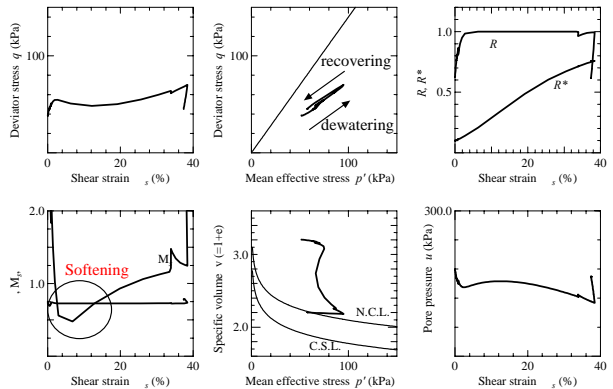 Deviator stress q (kPa)
100
0 20 40
Shear strain s (%)
Deviator stress q (kPa)
100
recovering
dewatering
0 100
Mean effective stress p' (kPa)
R, R*
1.0
0.5
R
R*
0 20 40
Shear strain s (%)
, Ms,
2.0
1.0
Softening
M
0 20 40
Shear strain s (%)
Specific volume v (=1+e)
3.0
2.0
N.C.L.
C.S.L.
0 100
Mean effective stress p' (kPa)
Pore pressure u (kPa)
300.0
0 20 40
Shear strain s (%)